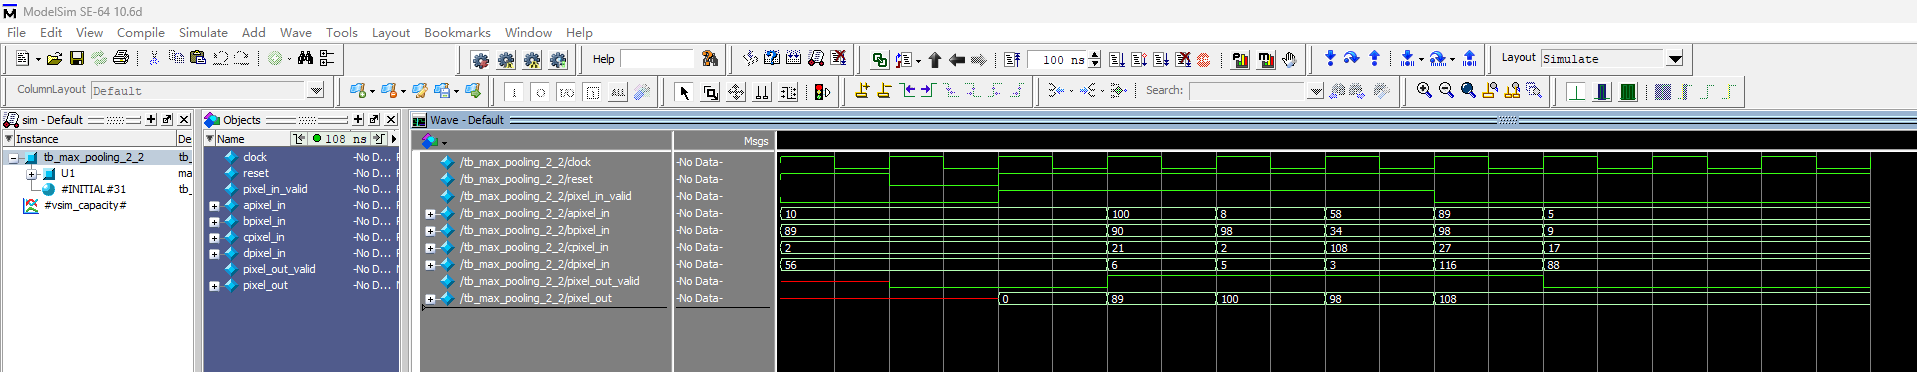 ModelSim SE-64 10.6d
File Edit View Compile Simulate Add Wave Tools Layout Bookmarks Window Help
Help
100 ns
Layout Simulate
ColumnLayout Default
ALL
Search:
sim - Default
Instance De
tb_max_pooling_2_2 tb_
U1 ma
#INITIAL#31 tb_
#vsim_capacity#
Objects
Name 108 ns
clock -No D...
reset -No D...
pixel_in_valid -No D...
apixel_in -No D...
bpixel_in -No D...
cpixel_in -No D...
dpixel_in -No D...
pixel_out_valid -No D...
pixel_out -No D...
Wave - Default
Msgs
/tb_max_pooling_2_2/clock -No Data-
/tb_max_pooling_2_2/reset -No Data-
/tb_max_pooling_2_2/pixel_in_valid -No Data-
/tb_max_pooling_2_2/apixel_in -No Data- 10 100 8 58 89 5
/tb_max_pooling_2_2/bpixel_in -No Data- 89 90 98 34 98 9
/tb_max_pooling_2_2/cpixel_in -No Data- 2 21 2 108 27 17
/tb_max_pooling_2_2/dpixel_in -No Data- 56 6 5 3 116 88
/tb_max_pooling_2_2/pixel_out_valid -No Data-
/tb_max_pooling_2_2/pixel_out -No Data- 0 89 100 98 108